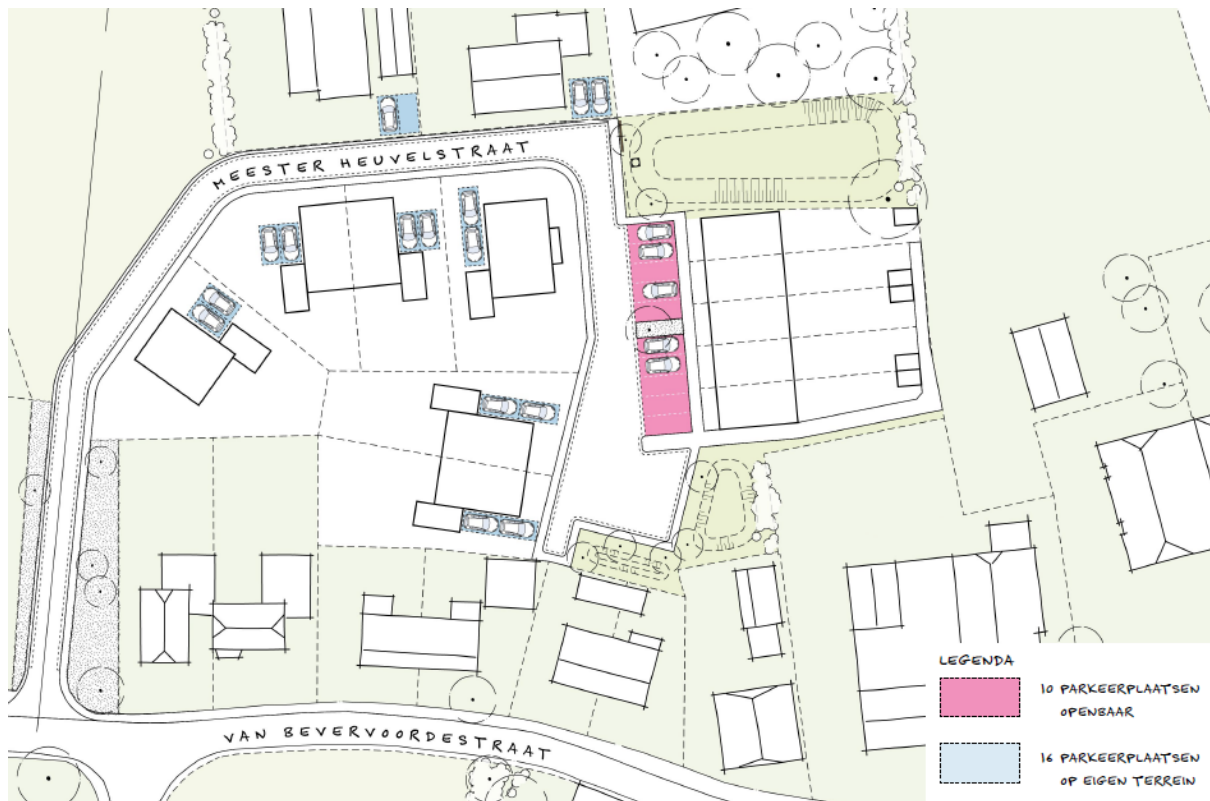 MEESTER HEUVELSTRAAT
VAN BEVERVOORDESTRAAT
LEGENDA
10 PARKEERPLAATSEN
OPENBAAR
16 PARKEERPLAATSEN
OP EIGEN TERREIN